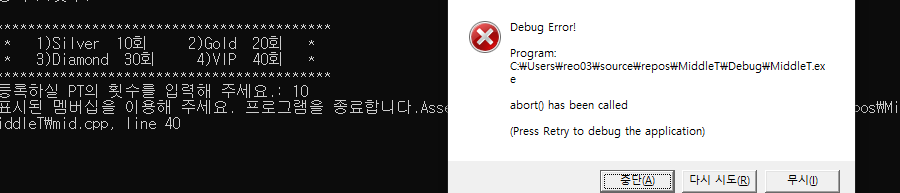 ******************************************
*   1)Silver  10회     2)Gold  20회   *
*   3)Diamond  30회    4)VIP  40회   *
******************************************
등록하실 PT의 횟수를 입력해 주세요.: 10
표시된 멤버십을 이용해 주세요. 프로그램을 종료합니다.Asse
epos\Mi
iddleT\mid.cpp, line 40
Debug Error!
Program:
C:\Users\reo03\source\repos\MiddleT\Debug\MiddleT.ex
e
abort() has been called
(Press Retry to debug the application)
중단(A) 다시 시도(R) 무시(I)